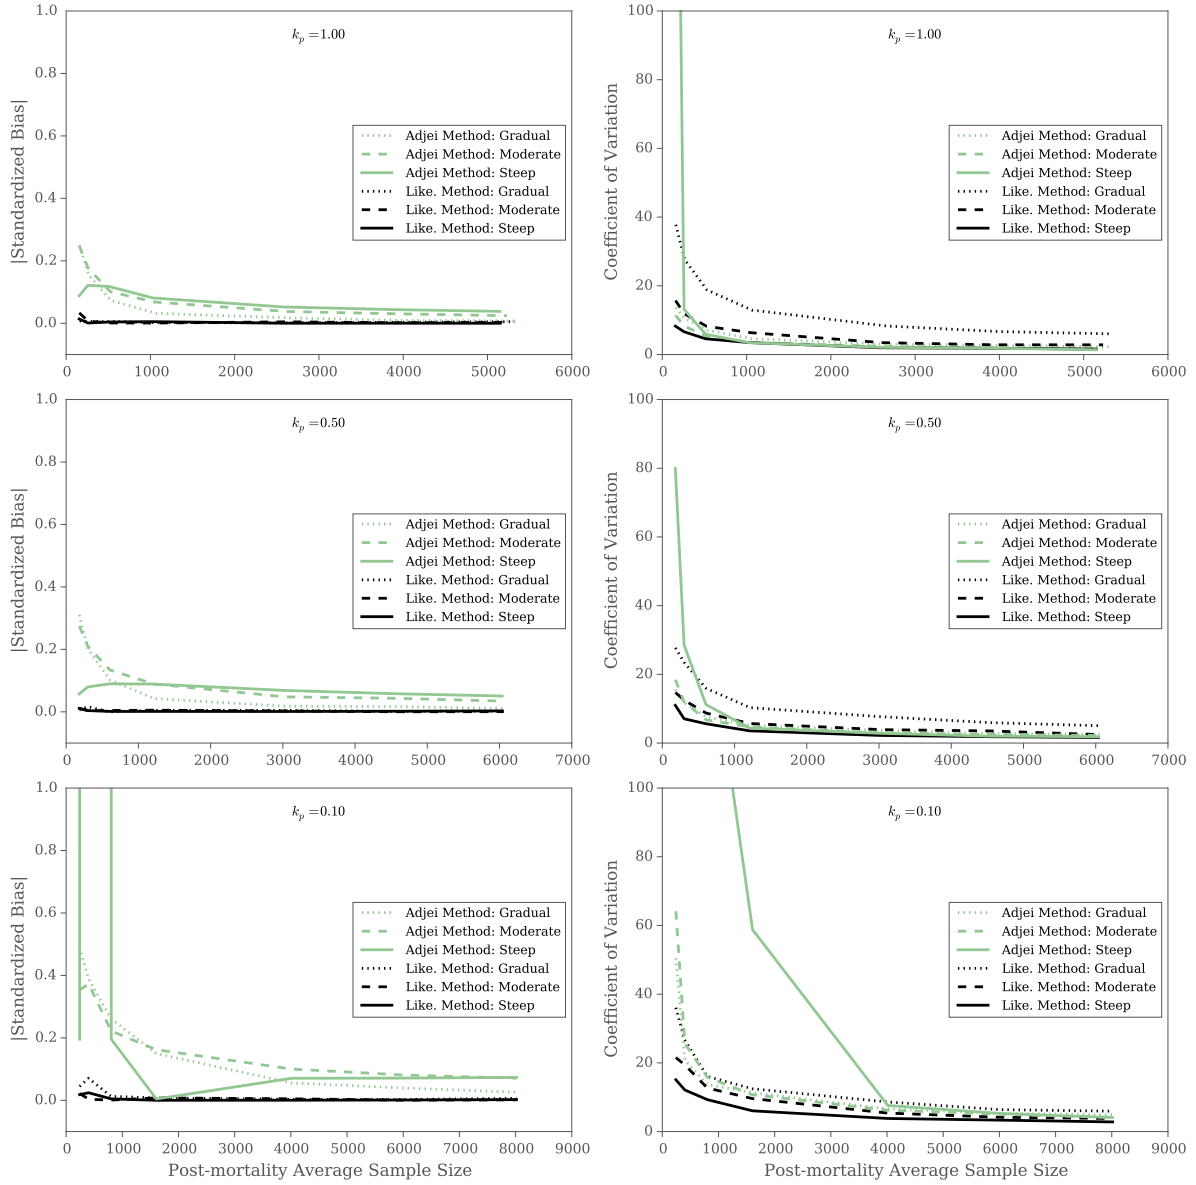 |Standardized Bias|
1.0
0.8
0.6
0.4
0.2
0.0
k_p =1.00
Adjei Method: Gradual
Adjei Method: Moderate
Adjei Method: Steep
Like. Method: Gradual
Like. Method: Moderate
Like. Method: Steep
0 1000 2000 3000 4000 5000 6000
Coefficient of Variation
100
80
60
40
20
0
k_p =1.00
Adjei Method: Gradual
Adjei Method: Moderate
Adjei Method: Steep
Like. Method: Gradual
Like. Method: Moderate
Like. Method: Steep
0 1000 2000 3000 4000 5000 6000
|Standardized Bias|
1.0
0.8
0.6
0.4
0.2
0.0
k_p =0.50
Adjei Method: Gradual
Adjei Method: Moderate
Adjei Method: Steep
Like. Method: Gradual
Like. Method: Moderate
Like. Method: Steep
0 1000 2000 3000 4000 5000 6000 7000
Coefficient of Variation
100
80
60
40
20
0
k_p =0.50
Adjei Method: Gradual
Adjei Method: Moderate
Adjei Method: Steep
Like. Method: Gradual
Like. Method: Moderate
Like. Method: Steep
0 1000 2000 3000 4000 5000 6000 7000
|Standardized Bias|
1.0
0.8
0.6
0.4
0.2
0.0
k_p =0.10
Adjei Method: Gradual
Adjei Method: Moderate
Adjei Method: Steep
Like. Method: Gradual
Like. Method: Moderate
Like. Method: Steep
0 1000 2000 3000 4000 5000 6000 7000 8000 9000
Post-mortality Average Sample Size
Coefficient of Variation
100
80
60
40
20
0
k_p =0.10
Adjei Method: Gradual
Adjei Method: Moderate
Adjei Method: Steep
Like. Method: Gradual
Like. Method: Moderate
Like. Method: Steep
0 1000 2000 3000 4000 5000 6000 7000 8000 9000
Post-mortality Average Sample Size